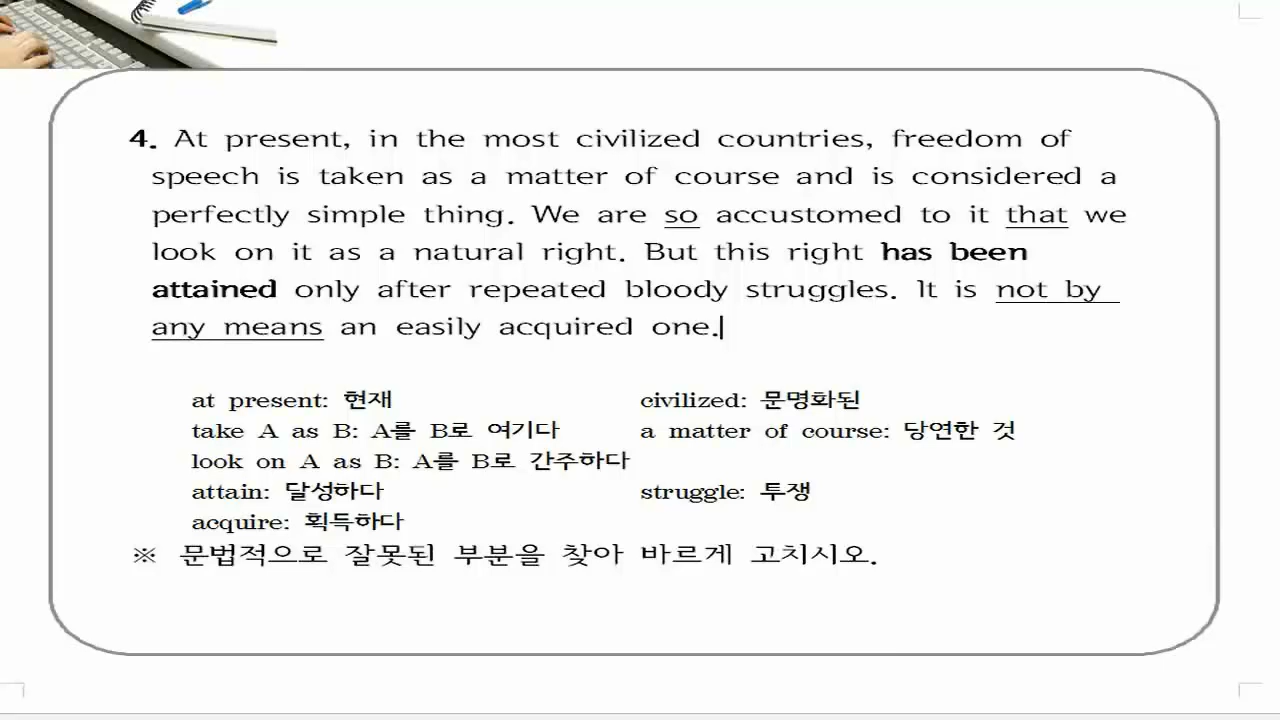 4. At present, in the most civilized countries, freedom of
speech is taken as a matter of course and is considered a
perfectly simple thing. We are so accustomed to it that we
look on it as a natural right. But this right has been
attained only after repeated bloody struggles. It is not by
any means an easily acquired one.
at present: 현재 civilized: 문명화된
take A as B: A를 B로 여기다 a matter of course: 당연한 것
look on A as B: A를 B로 간주하다
attain: 달성하다 struggle: 투쟁
acquire: 획득하다
※ 문법적으로 잘못된 부분을 찾아 바르게 고치시오.